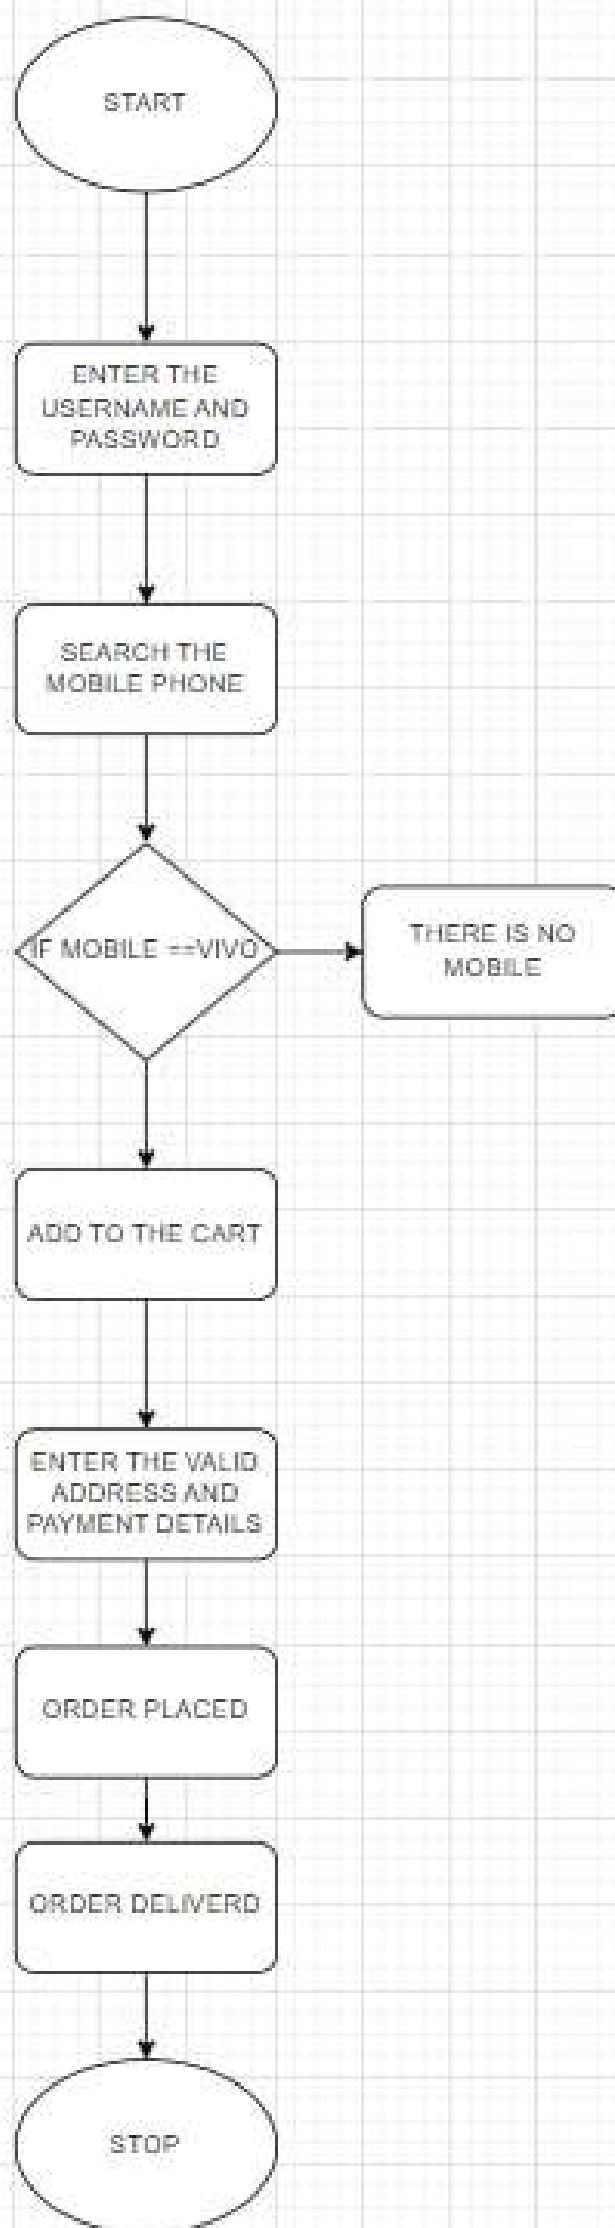 START
ENTER THE
USERNAME AND
PASSWORD
SEARCH THE
MOBILE PHONE
IF MOBILE ==VIVO
THERE IS NO
MOBILE
ADD TO THE CART
ENTER THE VALID
ADDRESS AND
PAYMENT DETAILS
ORDER PLACED
ORDER DELIVERD
STOP